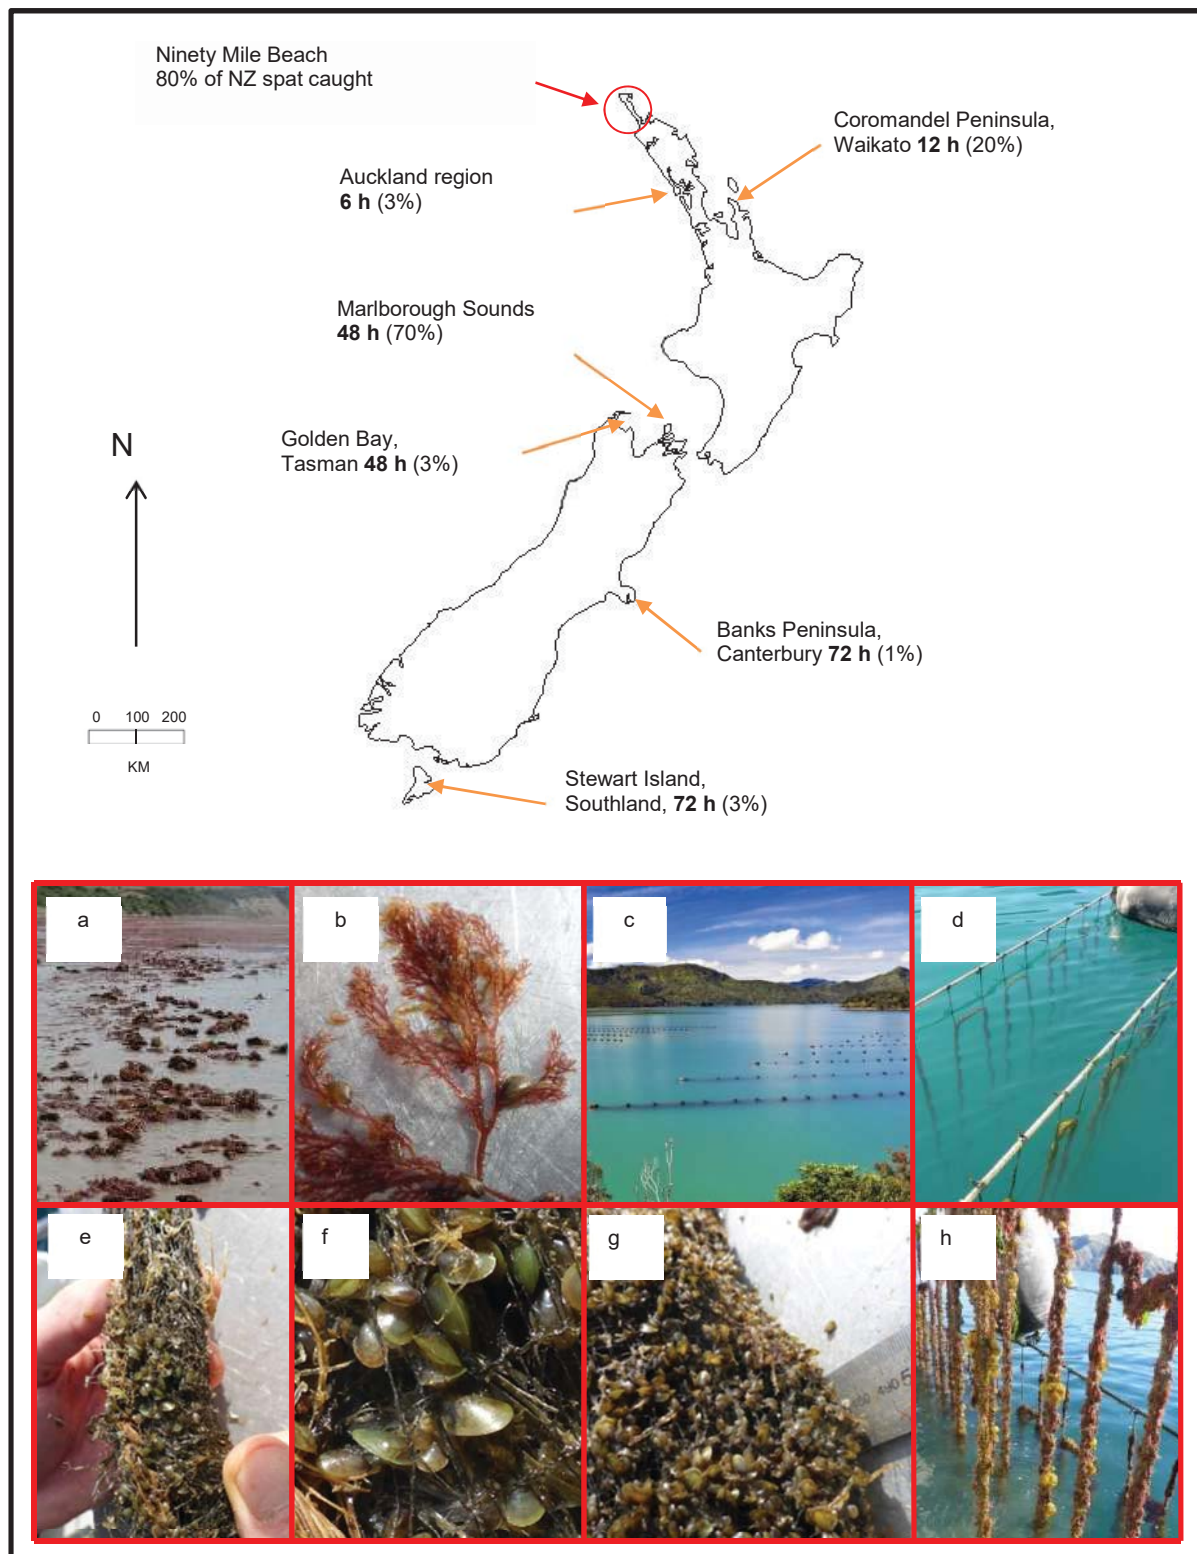 Ninety Mile Beach
80% of NZ spat caught
Coromandel Peninsula,
Waikato 12 h (20%)
Auckland region
6 h (3%)
Marlborough Sounds
48 h (70%)
Golden Bay,
Tasman 48 h (3%)
N
Banks Peninsula,
Canterbury 72 h (1%)
0 100 200
KM
Stewart Island,
Southland, 72 h (3%)
a
b
c
d
e
f
g
h